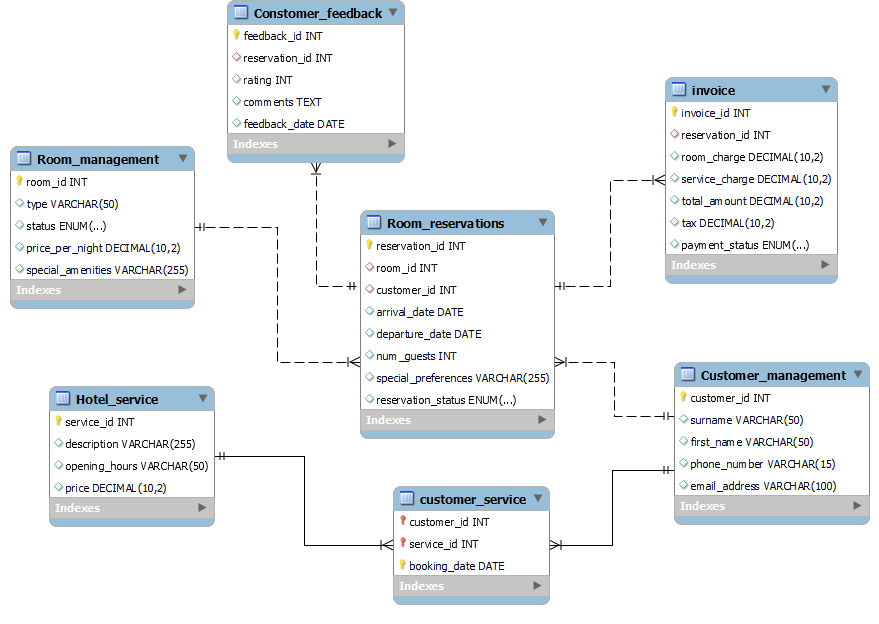 Constomer_feedback
feedback_id INT
reservation_id INT
rating INT
comments TEXT
feedback_date DATE
Indexes
invoice
invoice_id INT
reservation_id INT
room_charge DECIMAL(10,2)
service_charge DECIMAL(10,2)
total_amount DECIMAL(10,2)
tax DECIMAL(10,2)
payment_status ENUM(...)
Indexes
Room_management
room_id INT
type VARCHAR(50)
status ENUM(...)
price_per_night DECIMAL(10,2)
special_amenities VARCHAR(255)
Indexes
Room_reservations
reservation_id INT
room_id INT
customer_id INT
arrival_date DATE
departure_date DATE
num_guests INT
special_preferences VARCHAR(255)
reservation_status ENUM(...)
Indexes
Customer_management
customer_id INT
surname VARCHAR(50)
first_name VARCHAR(50)
phone_number VARCHAR(15)
email_address VARCHAR(100)
Indexes
Hotel_service
service_id INT
description VARCHAR(255)
opening_hours VARCHAR(50)
price DECIMAL(10,2)
Indexes
customer_service
customer_id INT
service_id INT
booking_date DATE
Indexes